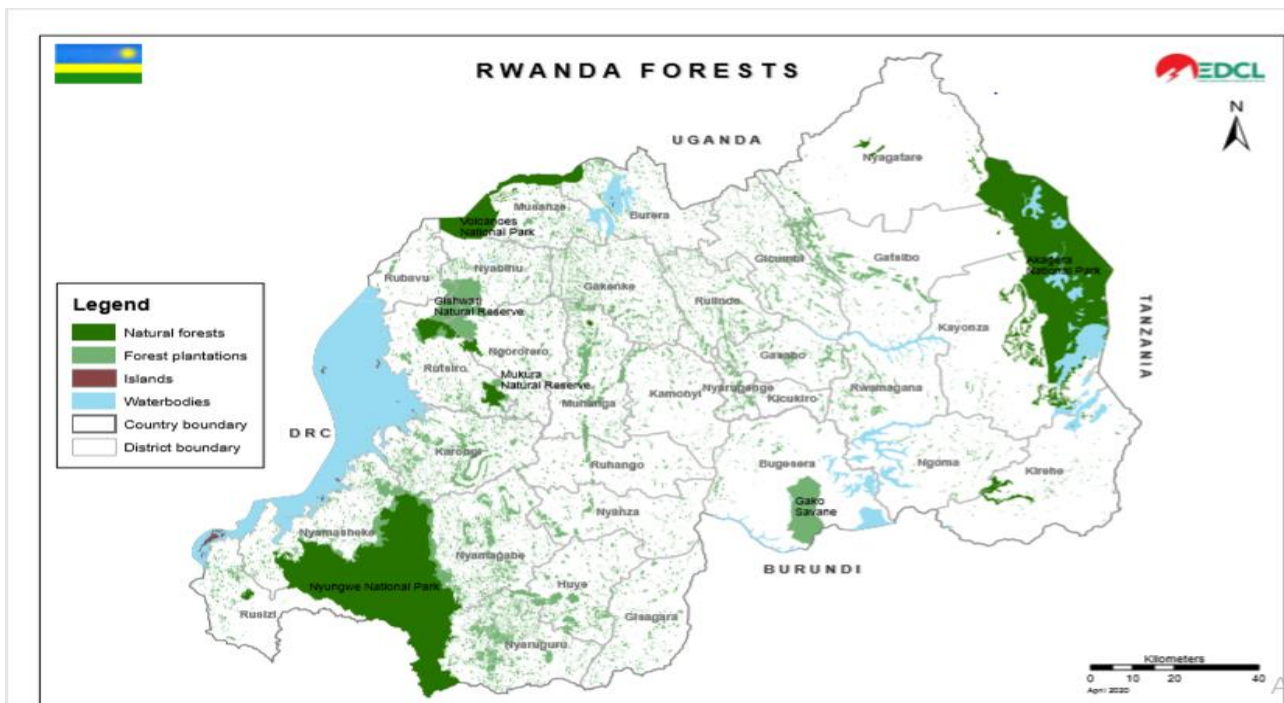 RWANDA FORESTS
EDCL
N
UGANDA
Nyagatare
Musanze
Burera
Volcanoes
National Park
Gicumbi
Gatsibo
Akagera
National Park
Rubavu
Nyabihu
Gakenke
Rulindo
TANZANIA
Legend
Natural forests
Forest plantations
Islands
Waterbodies
Country boundary
District boundary
Gishwati
Natural Reserve
Kayonza
Ngororero
Gasabo
Rutsiro
Mukura
Natural Reserve
Muhanga
Kamonyi
Nyarugenge
Kicukiro
Rwamagana
DRC
Karongi
Ruhango
Bugesera
Ngoma
Kirehe
Gako
Savane
Nyanza
Nyamasheke
Nyamagabe
BURUNDI
Nyungwe National Park
Huye
Rusizi
Gisagara
Nyaruguru
Kilometers
0 5 10 20 30 40
April 2020